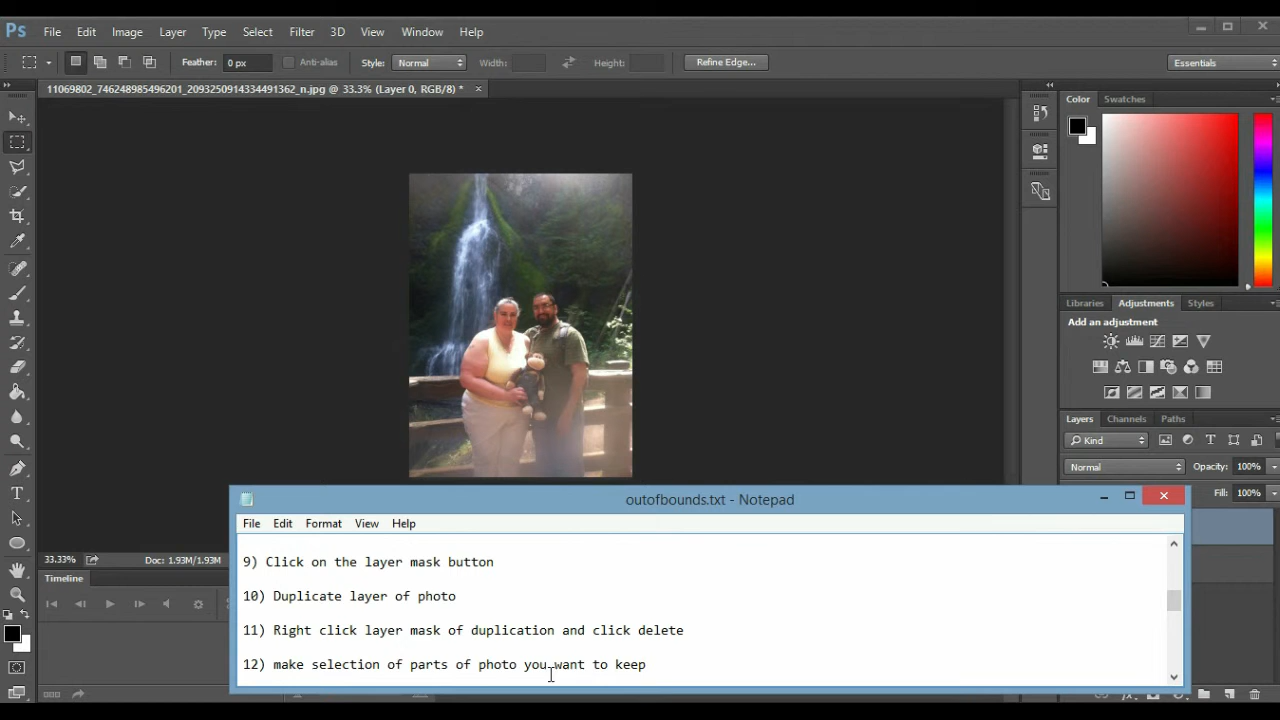 Ps File Edit Image Layer Type Select Filter 3D View Window Help
Feather: 0 px Anti-alias Style: Normal Width: Height: Refine Edge... Essentials
11069802_746248985496201_2093250914334491362_n.jpg @ 33.3% (Layer 0, RGB/8) *
Color Swatches
Libraries Adjustments Styles
Add an adjustment
Layers Channels Paths
Kind
Normal Opacity: 100%
Fill: 100%
33.33% Doc: 1.93M/1.93M
Timeline
outofbounds.txt - Notepad
File Edit Format View Help
9) Click on the layer mask button
10) Duplicate layer of photo
11) Right click layer mask of duplication and click delete
12) make selection of parts of photo you want to keep